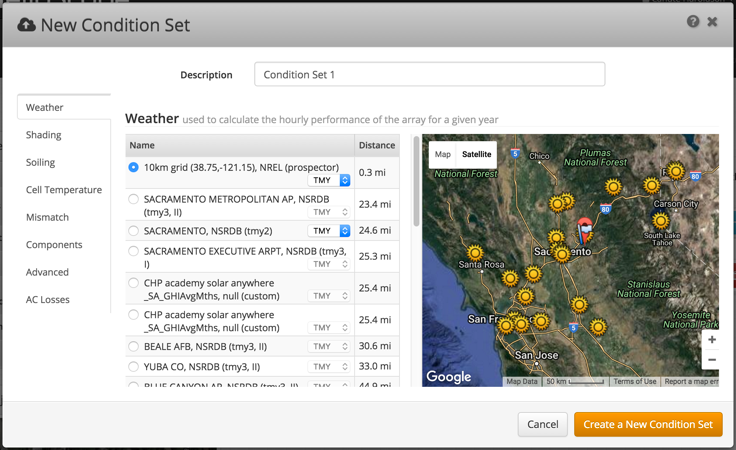 New Condition Set
Description
Condition Set 1
Weather
Shading
Soiling
Cell Temperature
Mismatch
Components
Advanced
AC Losses
Weather used to calculate the hourly performance of the array for a given year
Name Distance
10km grid (38.75,-121.15), NREL (prospector)
TMY
0.3 mi
SACRAMENTO METROPOLITAN AP, NSRDB
(tmy3, II) TMY
23.4 mi
SACRAMENTO, NSRDB (tmy2) TMY 24.6 mi
SACRAMENTO EXECUTIVE ARPT, NSRDB (tmy3,
I) TMY
25.3 mi
CHP academy solar anywhere
_SA_GHIAvgMths, null (custom) TMY
25.4 mi
CHP academy solar anywhere
_SA_GHIAvgMths, null (custom) TMY
25.4 mi
BEALE AFB, NSRDB (tmy3, II) TMY 30.6 mi
YUBA CO, NSRDB (tmy3, II) TMY 33.0 mi
BLUE CANYON AP, NSRDB (tmy3, II) TMY 44.9 mi
Map Satellite
5
Chico
Plumas
National Forest
National Forest
80
80
Carson City
South Lake
Tahoe
Santa Rosa
Stanislaus
National Forest
Yosemite
National Park
5
San Jose
+
−
Google
Map Data 50 km Terms of Use Report a map err
Cancel
Create a New Condition Set